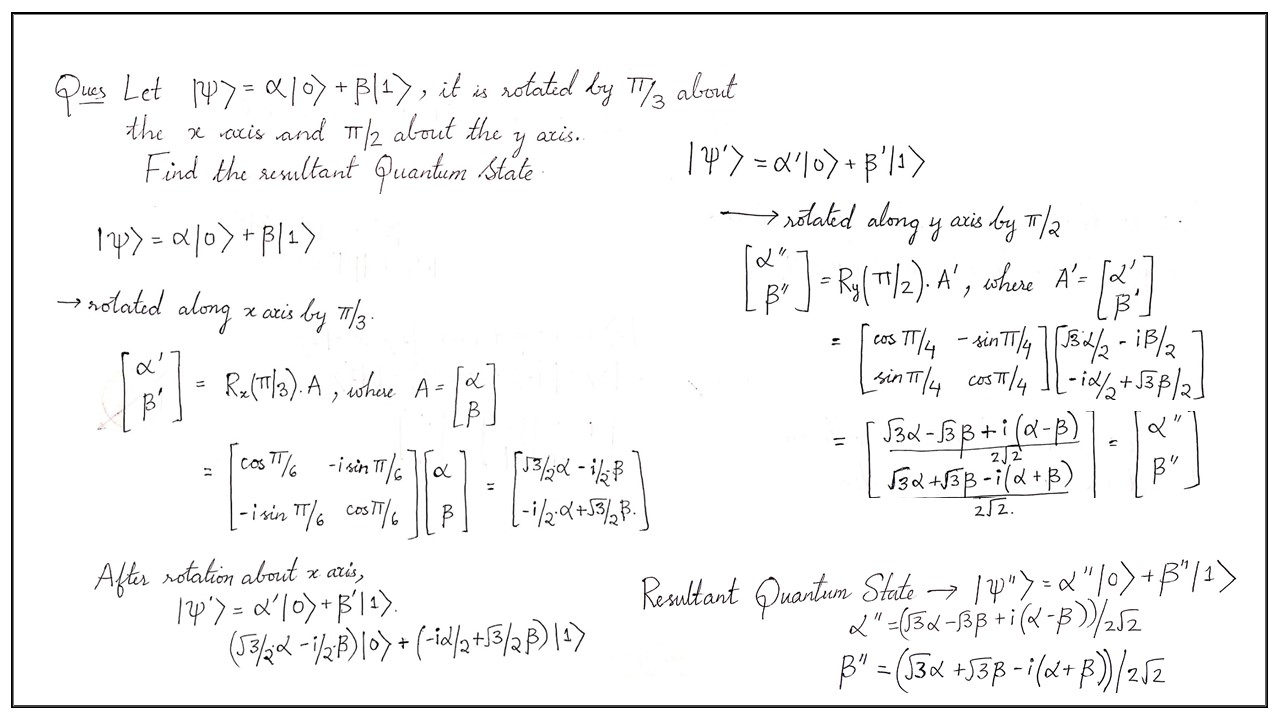 Ques Let |ψ⟩ = α|0⟩ + β|1⟩, it is rotated by π/3 about
the x axis and π/2 about the y axis.
Find the resultant Quantum State.
|ψ⟩ = α|0⟩ + β|1⟩
→ rotated along x axis by π/3.
[α' β'] = Rx(π/3). A, where A = [α β]
= [cos π/6 -i sin π/6
-i sin π/6 cos π/6] [α β] = [√3/2.α - i/2.β
-i/2.α + √3/2 β.]
After rotation about x axis,
|ψ'⟩ = α'|0⟩ + β'|1⟩.
(√3/2.α - i/2.β)|0⟩ + (-iα/2 + √3/2 β)|1⟩
|ψ'⟩ = α'|0⟩ + β'|1⟩
→ rotated along y axis by π/2
[α'' β''] = Ry(π/2). A', where A' = [α' β']
= [cos π/4 - sin π/4
sin π/4 cos π/4] [√3α/2 - iβ/2
-iα/2 + √3β/2]
= [(√3α - √3β + i(α-β))/2√2
(√3α + √3β - i(α+β))/2√2.] = [α'' β'']
Resultant Quantum State → |ψ''⟩ = α''|0⟩ + β''|1⟩
α'' = (√3α - √3β + i(α-β))/2√2
β'' = (√3α + √3β - i(α+β))/2√2